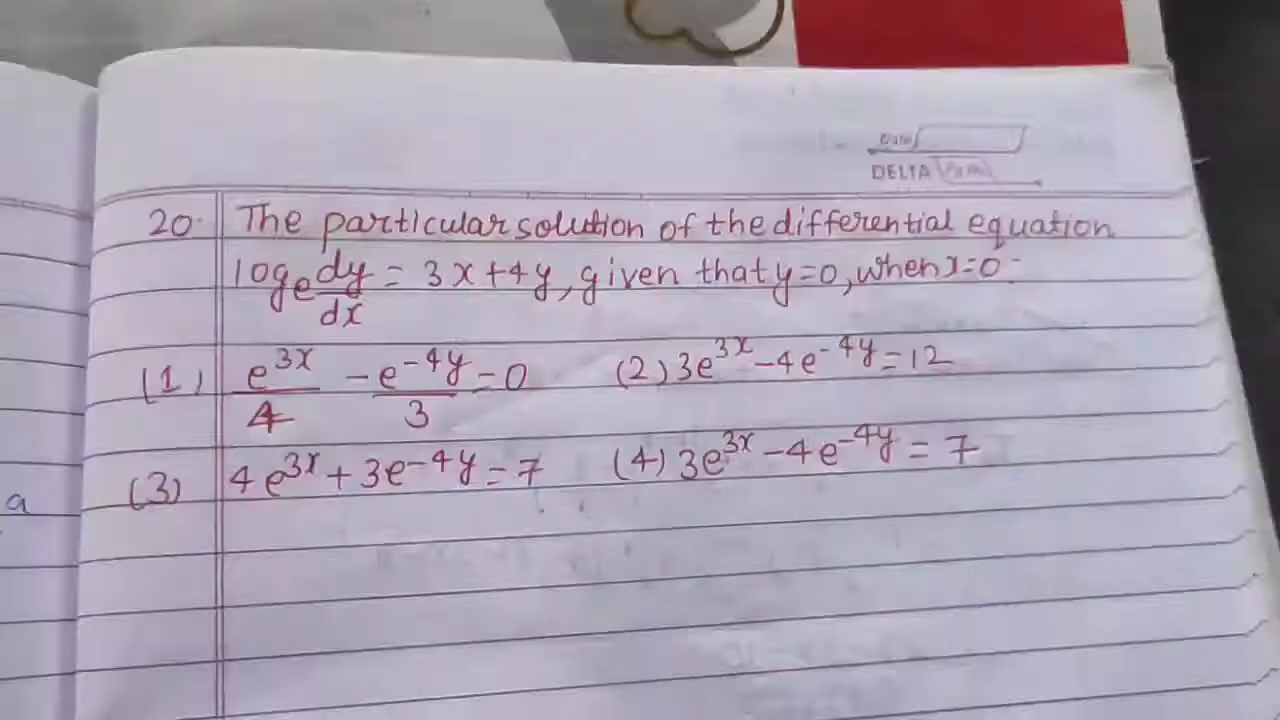 Date
DELTA
20. The particular solution of the differential equation
log_e dy/dx = 3x+4y, given that y=0, when x=0.
(1) e^{3x}/4 - e^{-4y}/3 = 0 (2) 3e^{3x} - 4e^{-4y} = 12
(3) 4e^{3x} + 3e^{-4y} = 7 (4) 3e^{3x} - 4e^{-4y} = 7
a